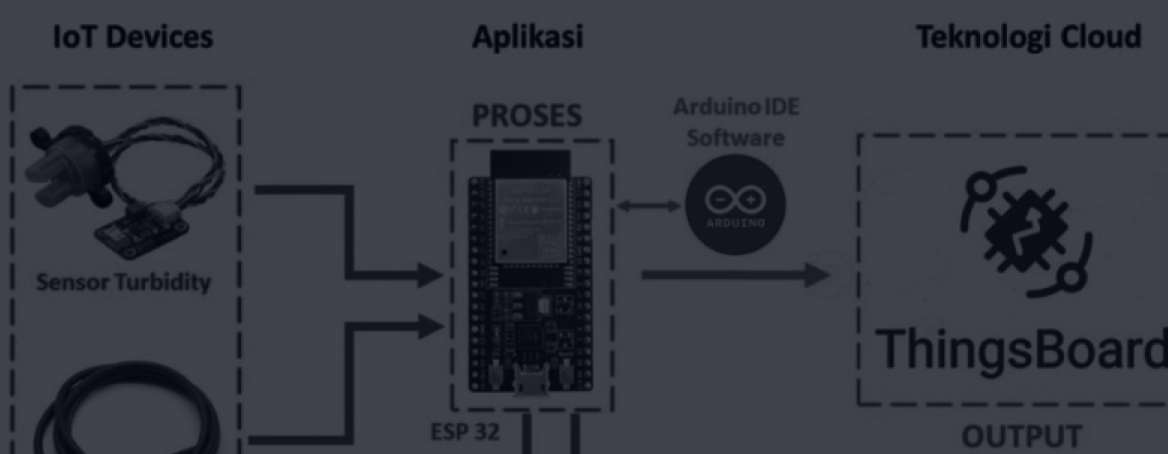 IoT Devices
Aplikasi
Teknologi Cloud
PROSES
Arduino IDE
Software
ARDUINO
Sensor Turbidity
ThingsBoard
ESP 32
OUTPUT